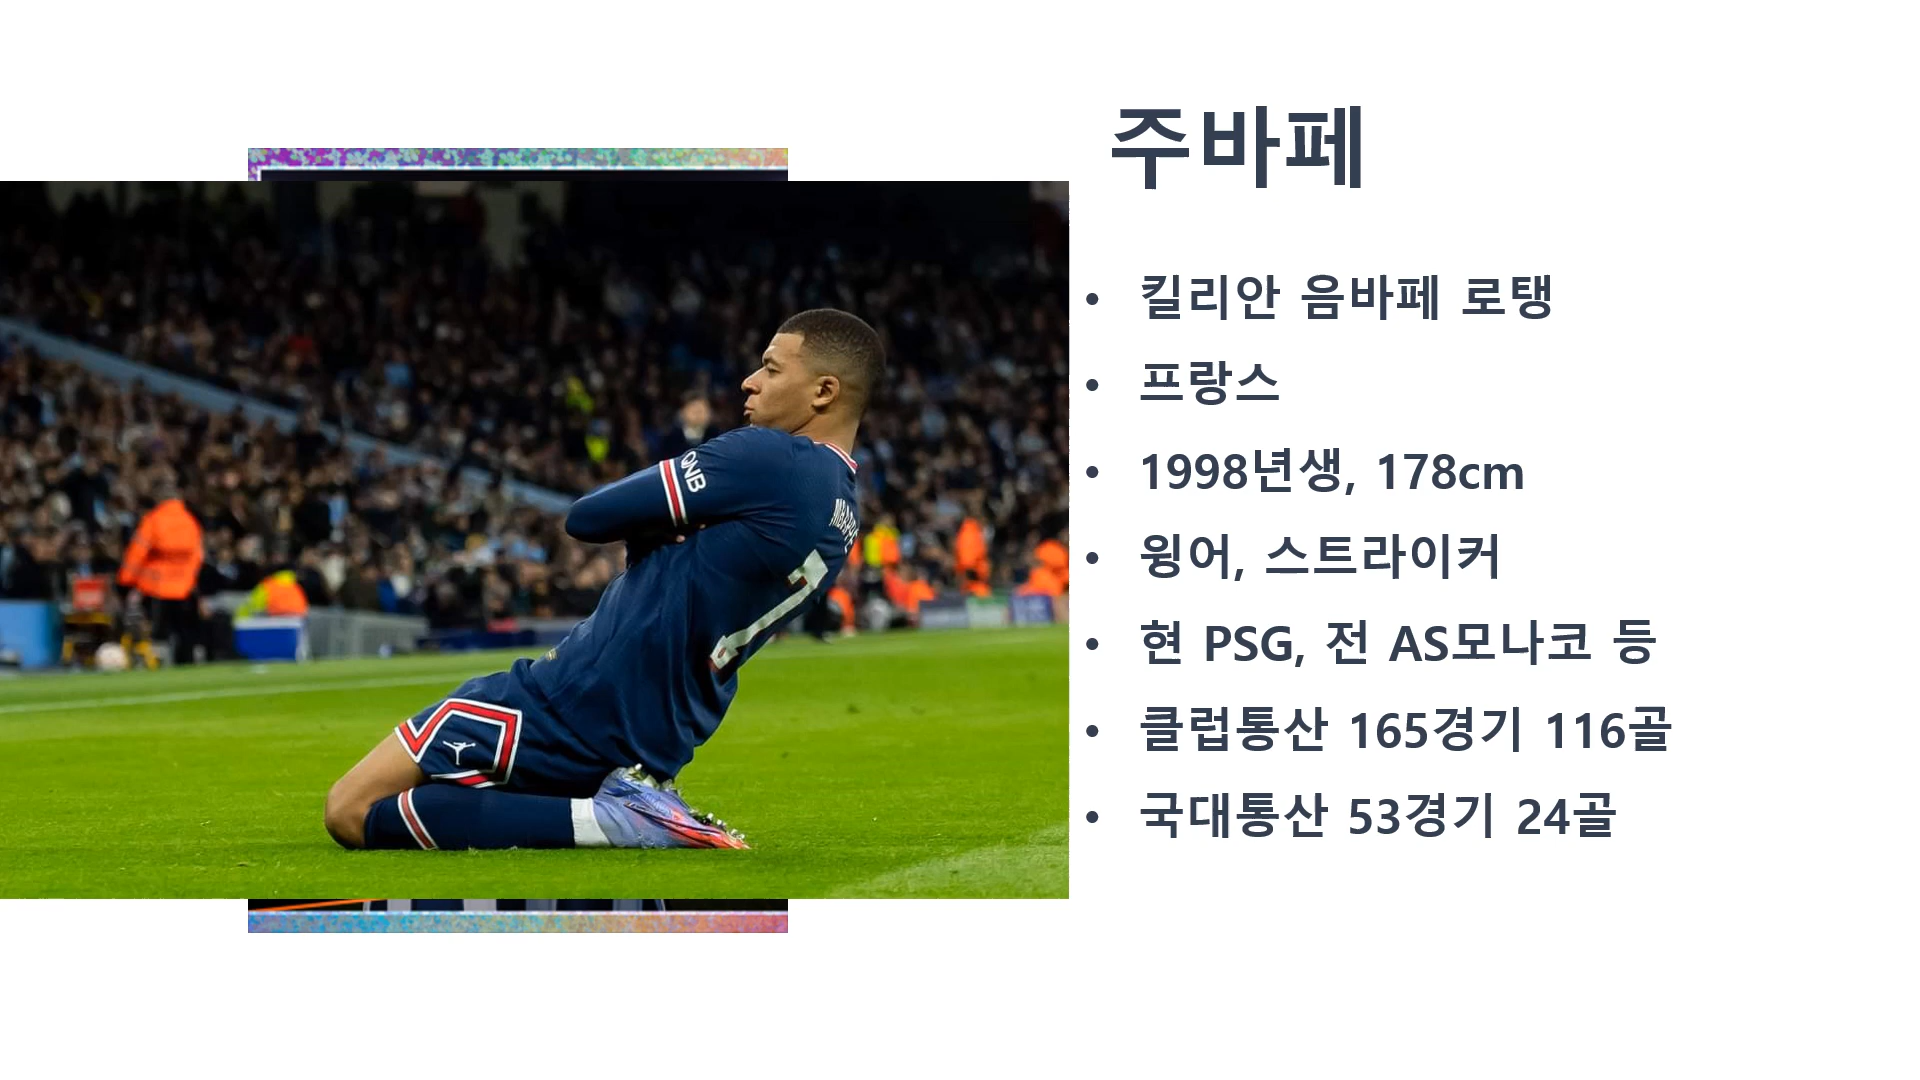 주바페
• 킬리안 음바페 로탱
• 프랑스
• 1998년생, 178cm
• 윙어, 스트라이커
• 현 PSG, 전 AS모나코 등
• 클럽통산 165경기 116골
• 국대통산 53경기 24골
QNB
MBAPPE
7